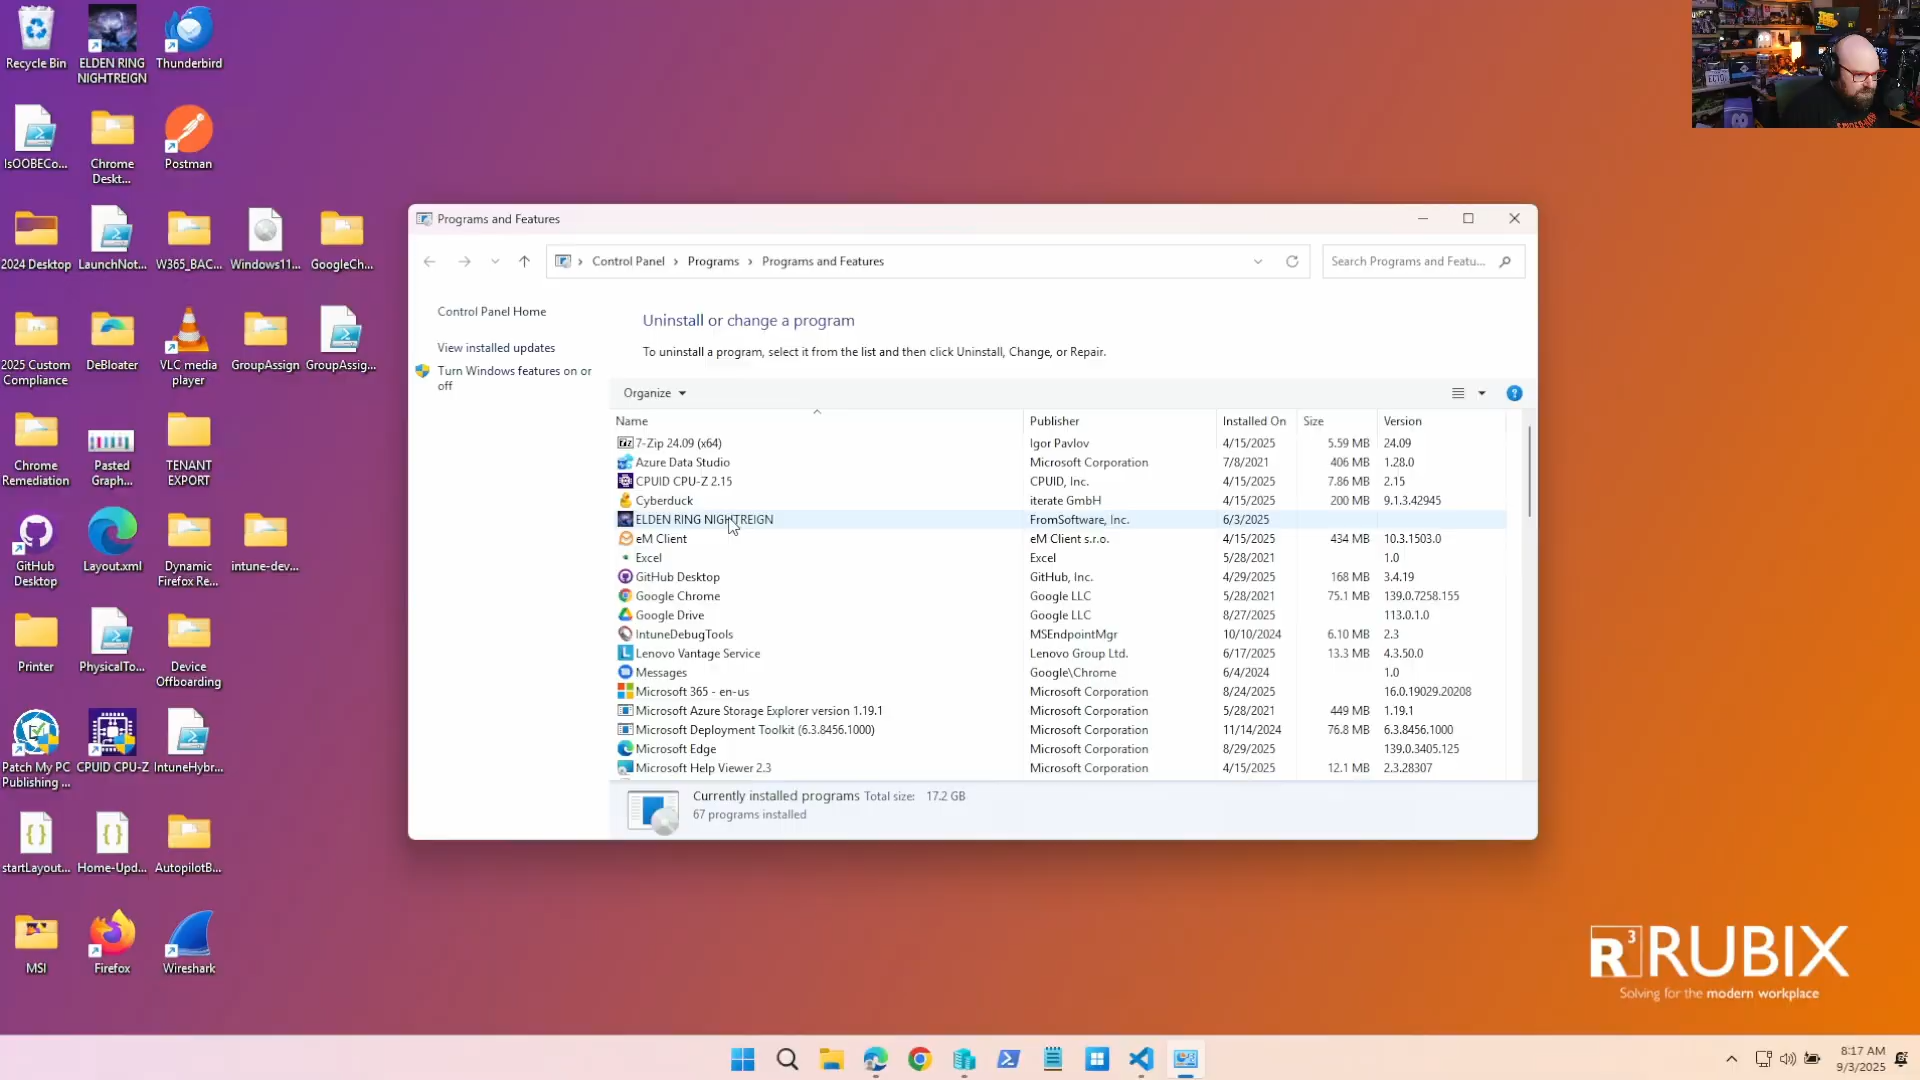 Recycle Bin
ELDEN RING
NIGHTREIGN
Thunderbird
IsOOBECo...
Chrome
Deskt...
Postman
2024 Desktop
LaunchNot...
W365_BAC...
Windows11...
GoogleCh...
2025 Custom
Compliance
DeBloater
VLC media
player
GroupAssign
GroupAssig...
Chrome
Remediation
Pasted
Graph...
TENANT
EXPORT
GitHub
Desktop
Layout.xml
Dynamic
Firefox Re...
intune-dev...
Printer
PhysicalTo...
Device
Offboarding
Patch My PC
Publishing ...
CPUID CPU-Z
IntuneHybr...
startLayout...
Home-Upd...
AutopilotB...
MSI
Firefox
Wireshark
Programs and Features
Control Panel > Programs > Programs and Features
Search Programs and Featu...
Control Panel Home
View installed updates
Turn Windows features on or
off
Uninstall or change a program
To uninstall a program, select it from the list and then click Uninstall, Change, or Repair.
Organize
Name Publisher Installed On Size Version
7-Zip 24.09 (x64) Igor Pavlov 4/15/2025 5.59 MB 24.09
Azure Data Studio Microsoft Corporation 7/8/2021 406 MB 1.28.0
CPUID CPU-Z 2.15 CPUID, Inc. 4/15/2025 7.86 MB 2.15
Cyberduck iterate GmbH 4/15/2025 200 MB 9.1.3.42945
ELDEN RING NIGHTREIGN FromSoftware, Inc. 6/3/2025
eM Client eM Client s.r.o. 4/15/2025 434 MB 10.3.1503.0
Excel Excel 5/28/2021 1.0
GitHub Desktop GitHub, Inc. 4/29/2025 168 MB 3.4.19
Google Chrome Google LLC 5/28/2021 75.1 MB 139.0.7258.155
Google Drive Google LLC 8/27/2025 113.0.1.0
IntuneDebugTools MSEndpointMgr 10/10/2024 6.10 MB 2.3
Lenovo Vantage Service Lenovo Group Ltd. 6/17/2025 13.3 MB 4.3.50.0
Messages Google\Chrome 6/4/2024 1.0
Microsoft 365 - en-us Microsoft Corporation 8/24/2025 16.0.19029.20208
Microsoft Azure Storage Explorer version 1.19.1 Microsoft Corporation 5/28/2021 449 MB 1.19.1
Microsoft Deployment Toolkit (6.3.8456.1000) Microsoft Corporation 11/14/2024 76.8 MB 6.3.8456.1000
Microsoft Edge Microsoft Corporation 8/29/2025 139.0.3405.125
Microsoft Help Viewer 2.3 Microsoft Corporation 4/15/2025 12.1 MB 2.3.28307
Currently installed programs Total size: 17.2 GB
67 programs installed
R3 RUBIX
Solving for the modern workplace
8:17 AM
9/3/2025